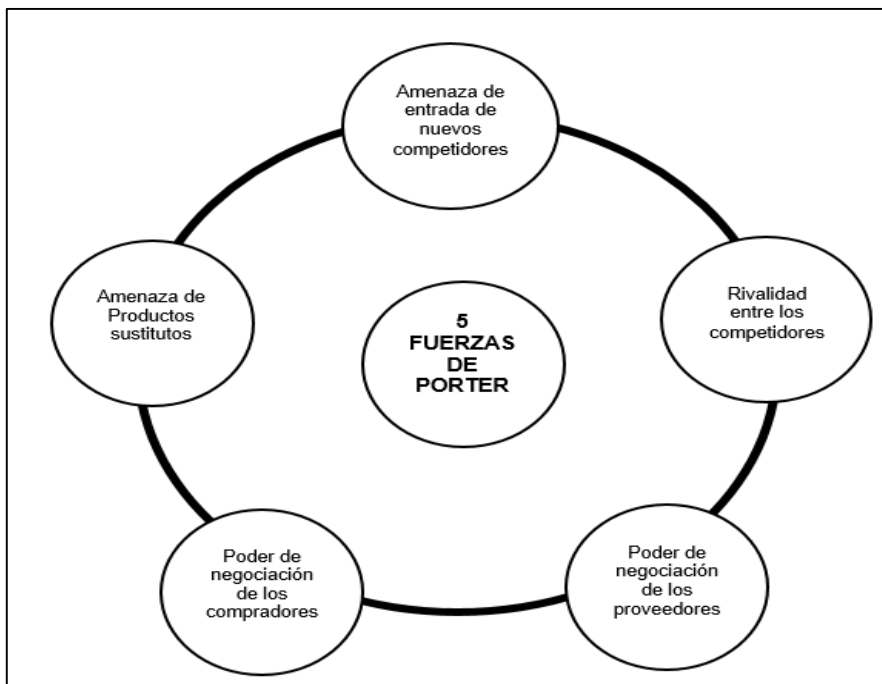 Amenaza de
entrada de
nuevos
competidores
Amenaza de
Productos
sustitutos
Rivalidad
entre los
competidores
5
FUERZAS
DE
PORTER
Poder de
negociación
de los
compradores
Poder de
negociación
de los
proveedores